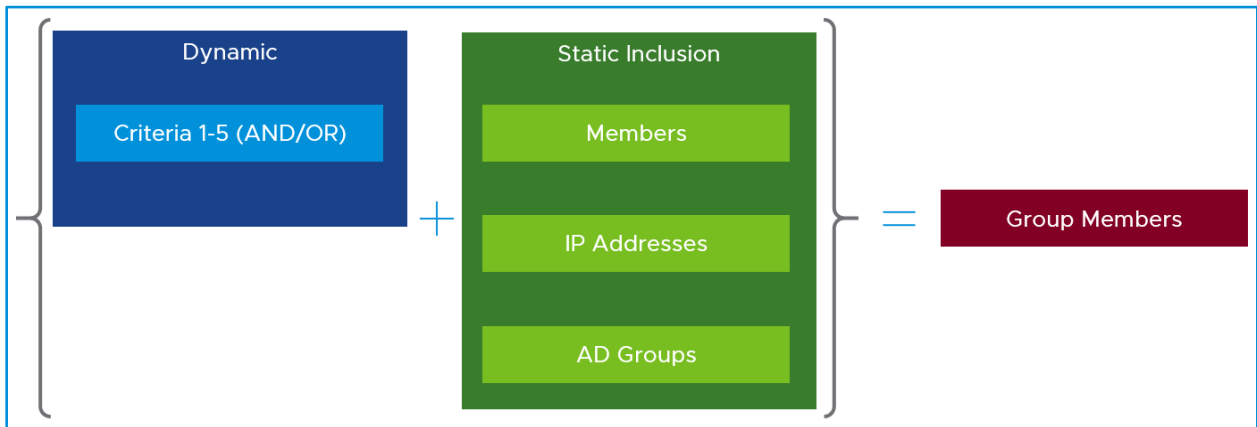 Dynamic
Criteria 1-5 (AND/OR)
+
Static Inclusion
Members
IP Addresses
AD Groups
=
Group Members